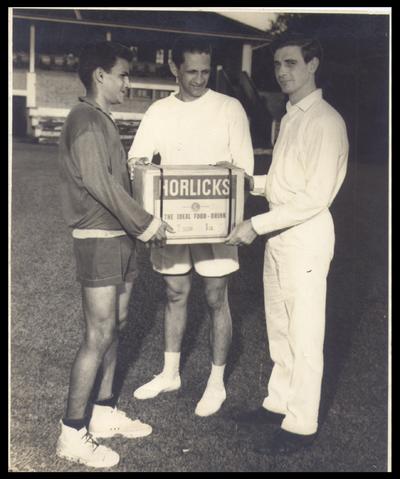 HORLICKS
THE IDEAL FOOD-DRINK